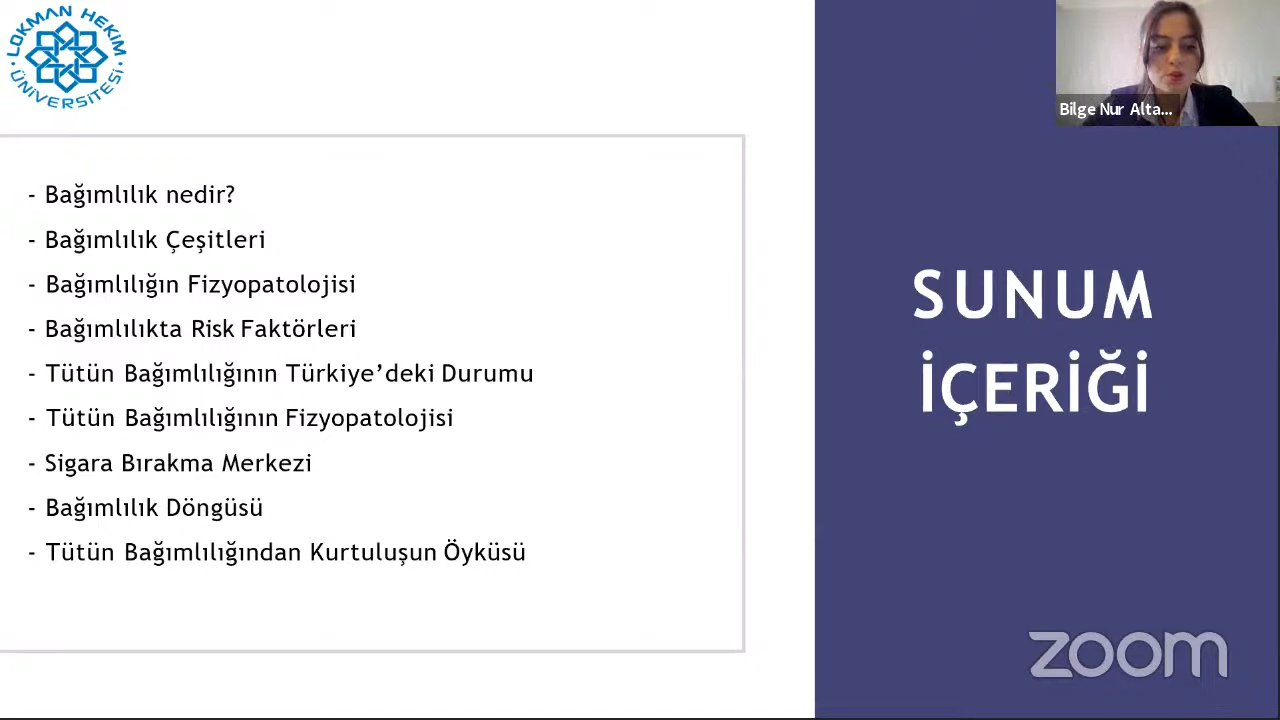 LOKMAN HEKİM
ÜNİVERSİTESİ
- Bağımlılık nedir?
- Bağımlılık Çeşitleri
- Bağımlılığın Fizyopatolojisi
- Bağımlılıkta Risk Faktörleri
- Tütün Bağımlılığının Türkiye’deki Durumu
- Tütün Bağımlılığının Fizyopatolojisi
- Sigara Bırakma Merkezi
- Bağımlılık Döngüsü
- Tütün Bağımlılığından Kurtuluşun Öyküsü
Bilge Nur Alta...
SUNUM
İÇERİĞİ
zoom